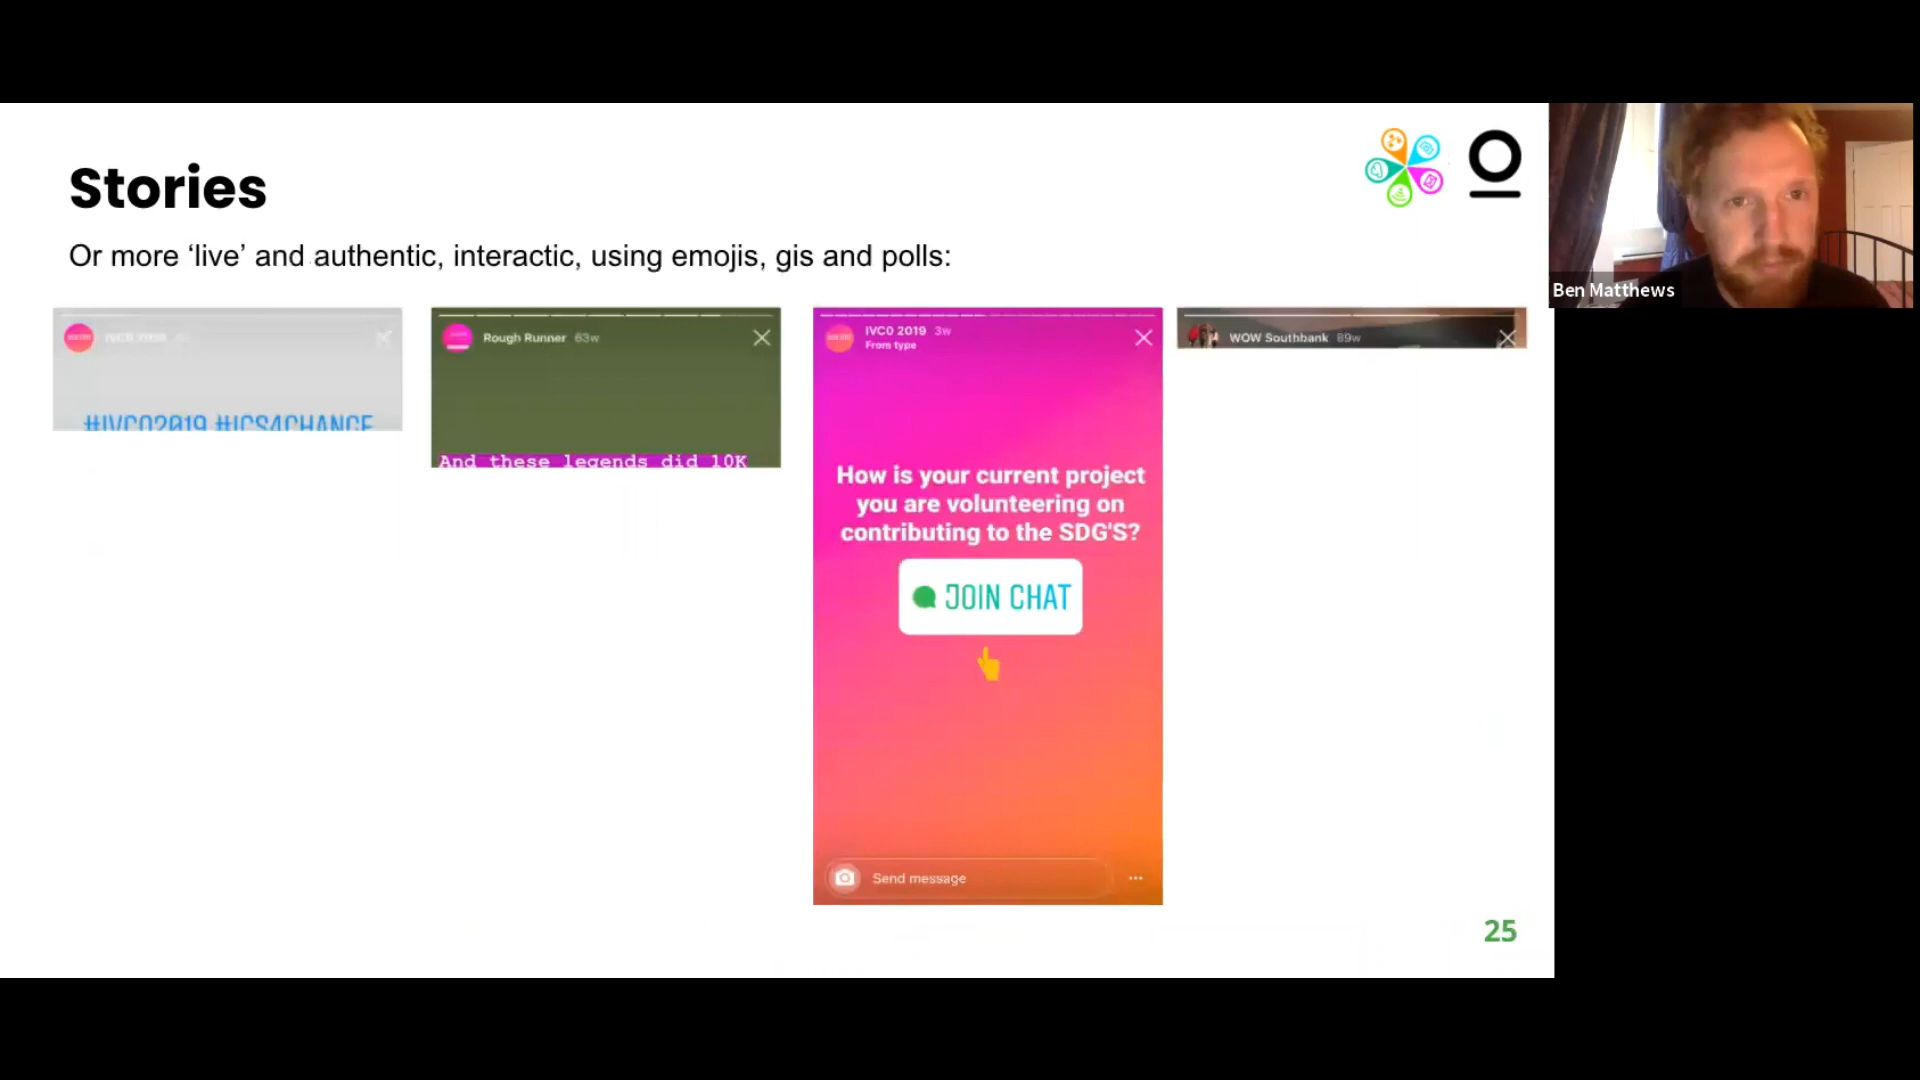 Stories
Or more ‘live’ and authentic, interactic, using emojis, gis and polls:
#IVCO2019 #ICS4CHANGE
Rough Runner 63w
And these legends did 10K
IVCO 2019 3w
From type
How is your current project
you are volunteering on
contributing to the SDG'S?
JOIN CHAT
Send message
WOW Southbank 89w
25
Ben Matthews